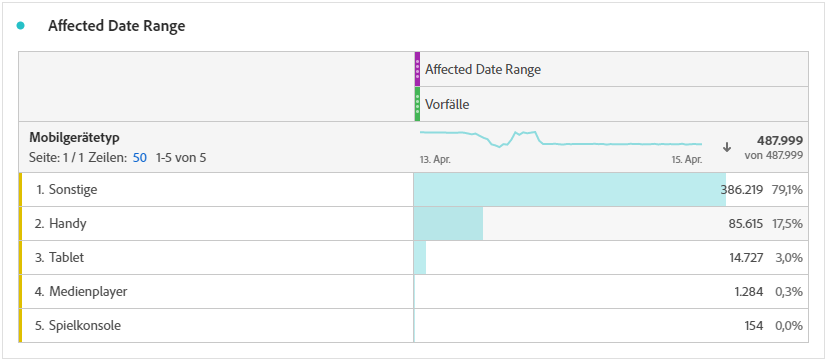 Affected Date Range
Affected Date Range
Vorfälle
Mobilgerätetyp
Seite: 1 / 1 Zeilen: 50 1-5 von 5
13. Apr. 15. Apr.
487.999
von 487.999
1. Sonstige 386.219 79,1%
2. Handy 85.615 17,5%
3. Tablet 14.727 3,0%
4. Medienplayer 1.284 0,3%
5. Spielkonsole 154 0,0%